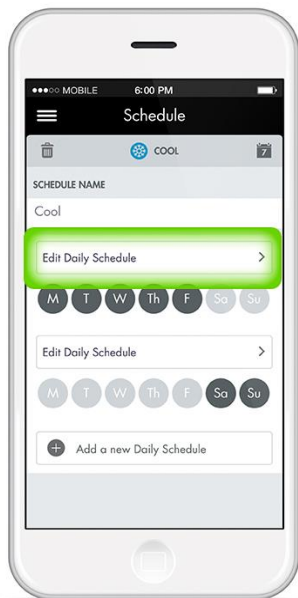 MOBILE 6:00 PM
Schedule
COOL 7
SCHEDULE NAME
Cool
Edit Daily Schedule >
M T W Th F Sa Su
Edit Daily Schedule >
M T W Th F Sa Su
+ Add a new Daily Schedule